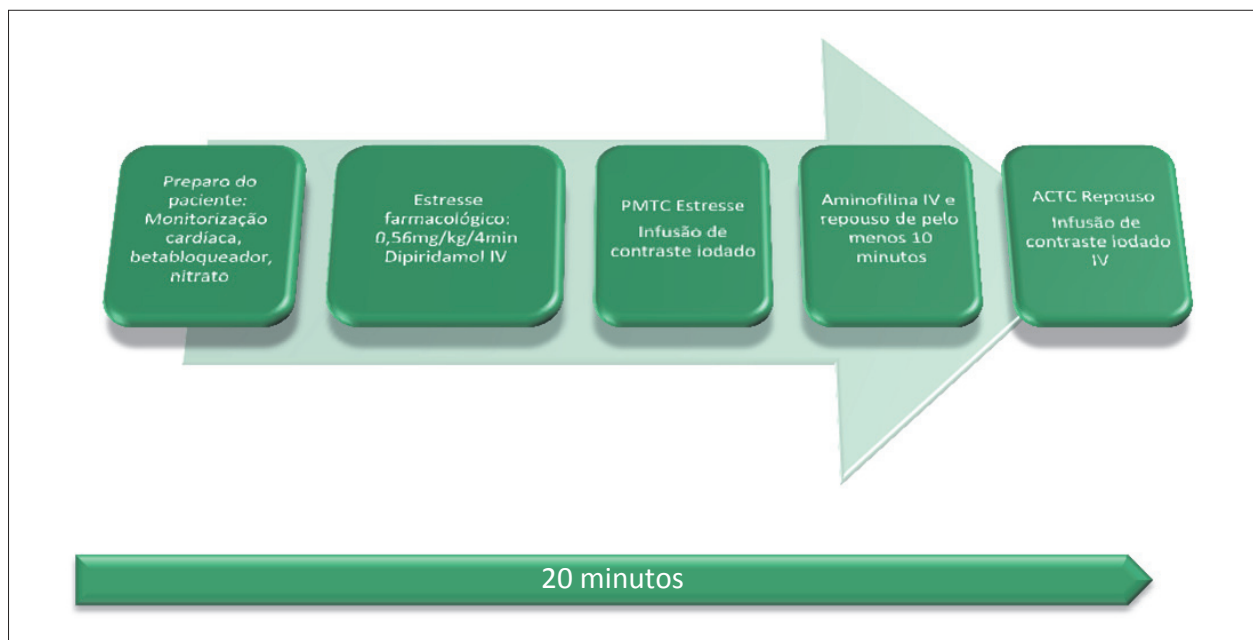 Preparo do
paciente:
Monitorização
cardíaca,
betabloqueador,
nitrato
Estresse
farmacológico:
0,56mg/kg/4min
Dipiridamol IV
PMTC Estresse
Infusão de
contraste iodado
Aminofilina IV e
repouso de pelo
menos 10
minutos
ACTC Repouso
Infusão de
contraste iodado
IV
20 minutos